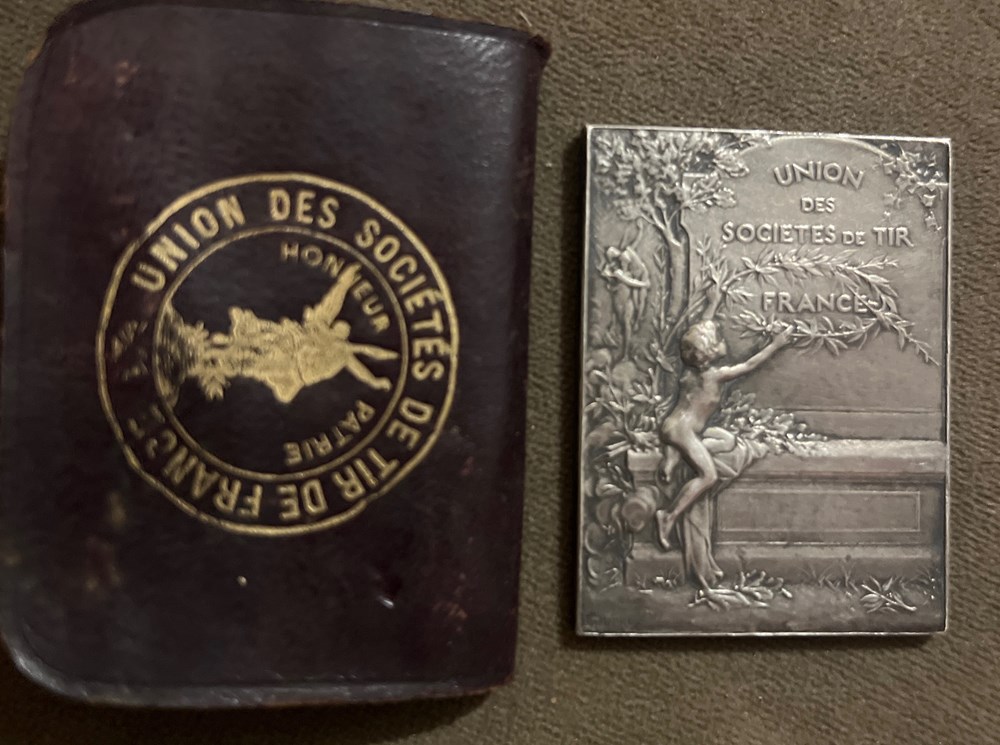 UNION DES SOCIÉTÉS DE TIR DE FRANCE
HONNEUR
PATRIE
UNION
DES
SOCIETES DE TIR
FRANCE